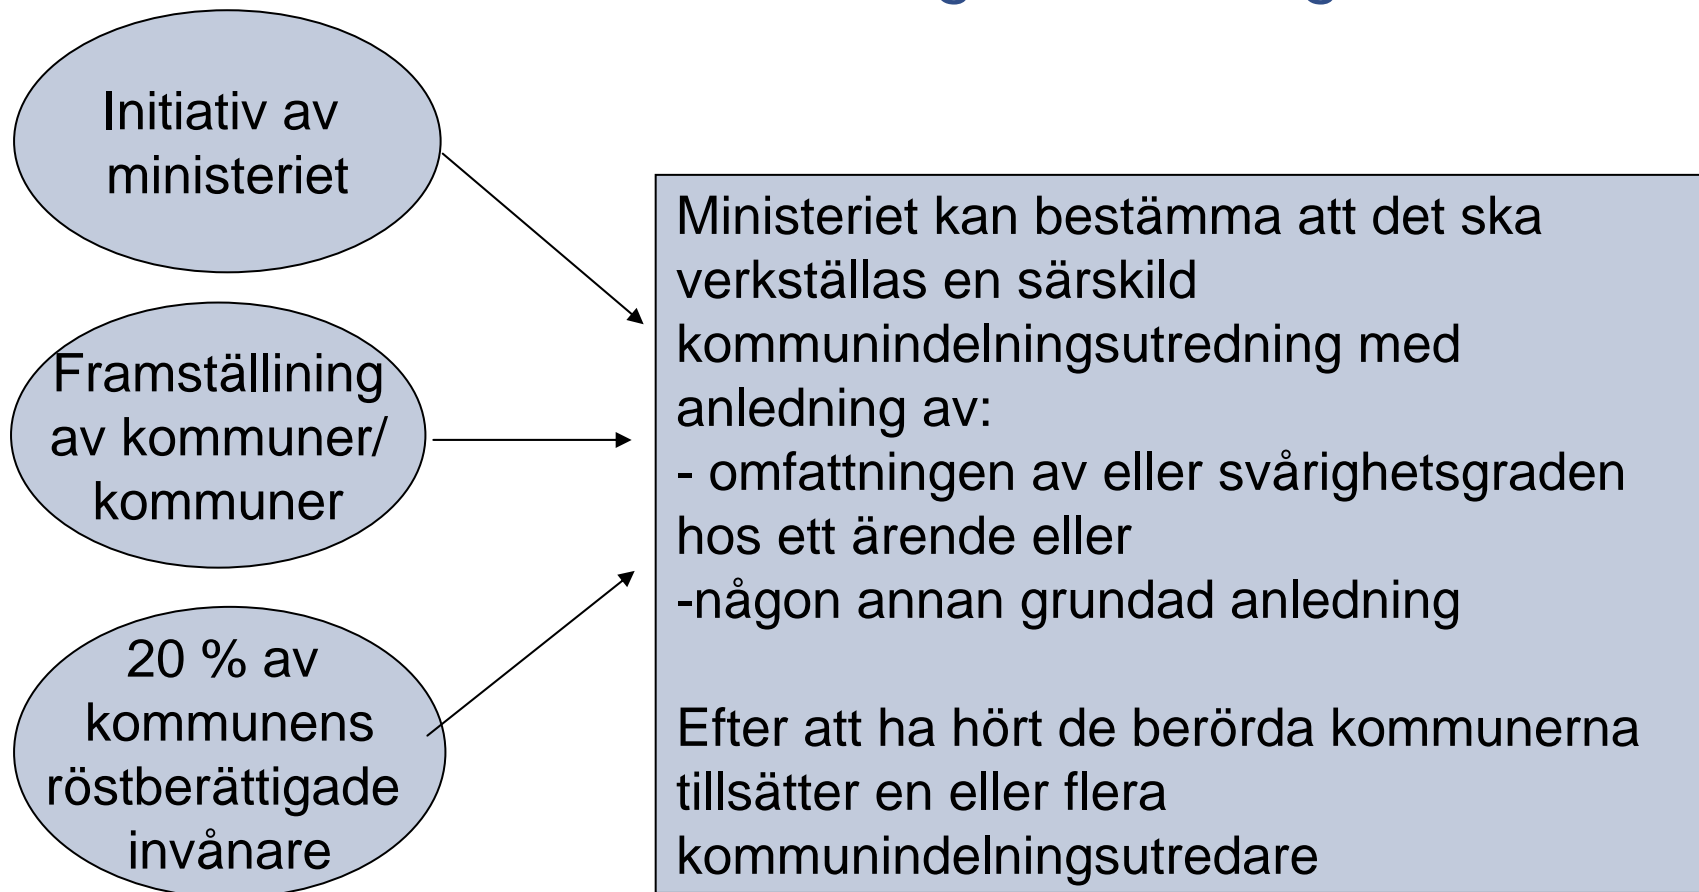 Initiativ av
ministeriet
Framställining
av kommuner/
kommuner
20 % av
kommunens
röstberättigade
invånare
Ministeriet kan bestämma att det ska
verkställas en särskild
kommunindelningsutredning med
anledning av:
- omfattningen av eller svårighetsgraden
hos ett ärende eller
-någon annan grundad anledning
Efter att ha hört de berörda kommunerna
tillsätter en eller flera
kommunindelningsutredare